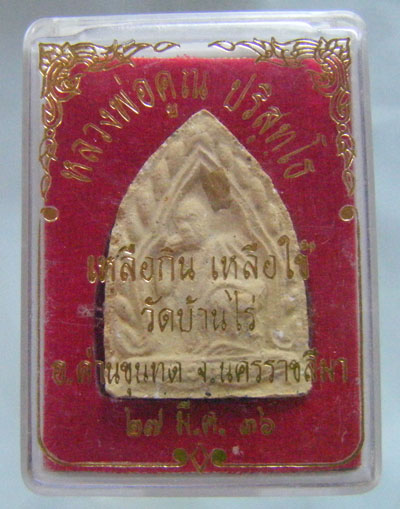 หลวงพ่อคูณ ปริสุทฺโธ
เหลือกิน เหลือใช้
วัดบ้านไร่
อ.ด่านขุนทด จ.นครราชสีมา
๒๗ มี.ค. ๓๖